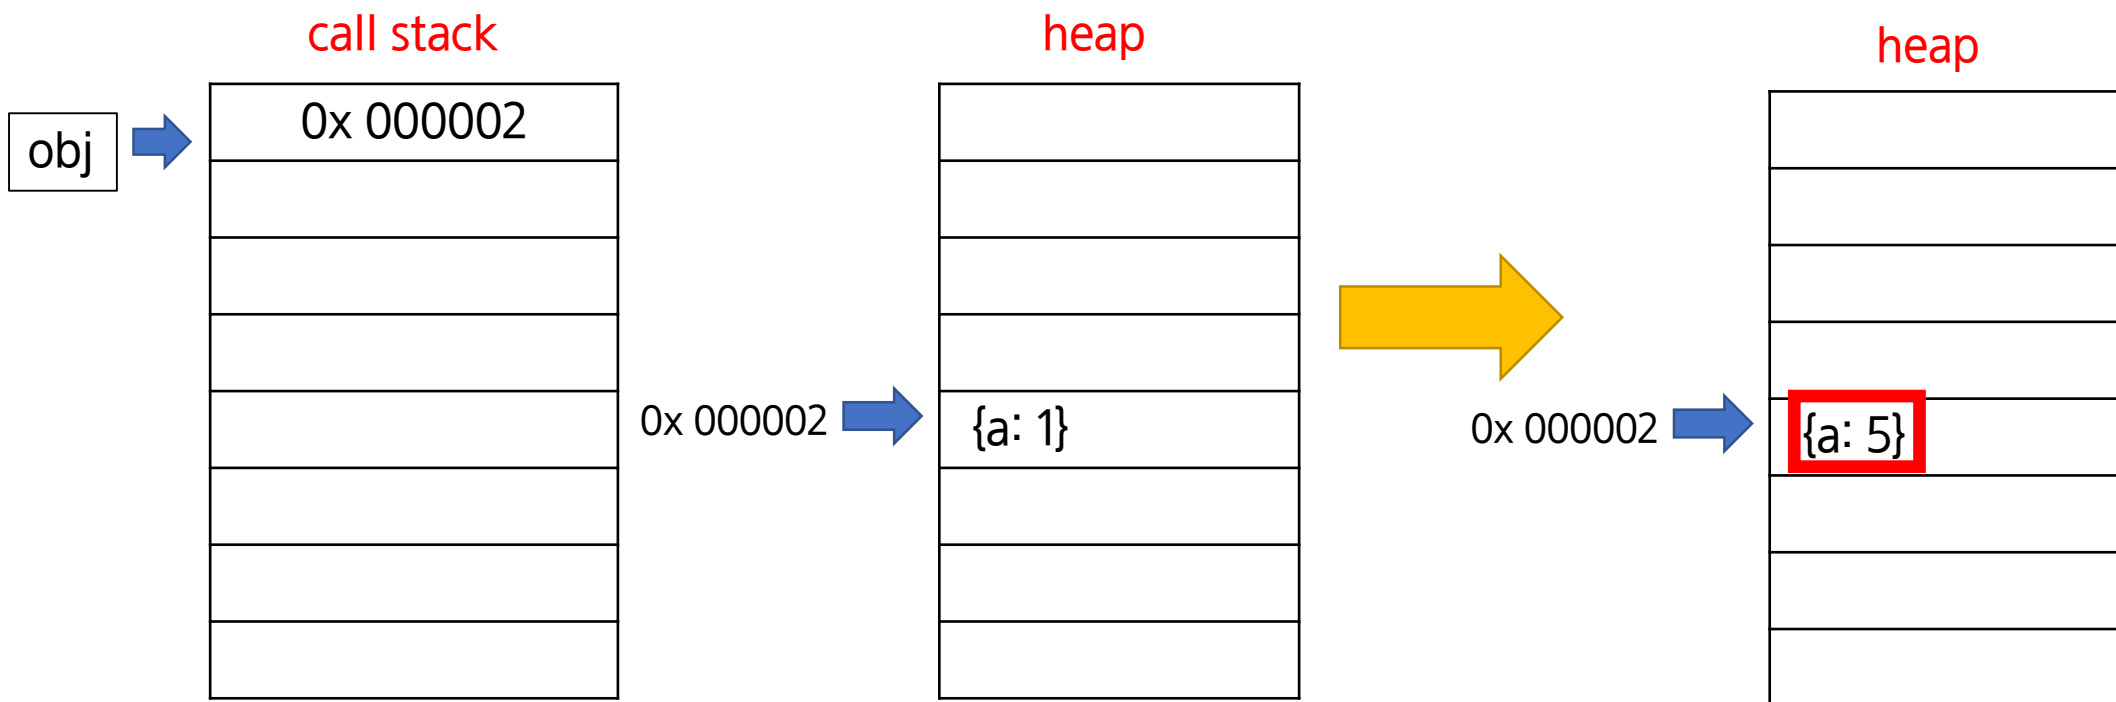 call stack
heap
heap
obj
0x 000002
0x 000002
{a: 1}
0x 000002
{a: 5}